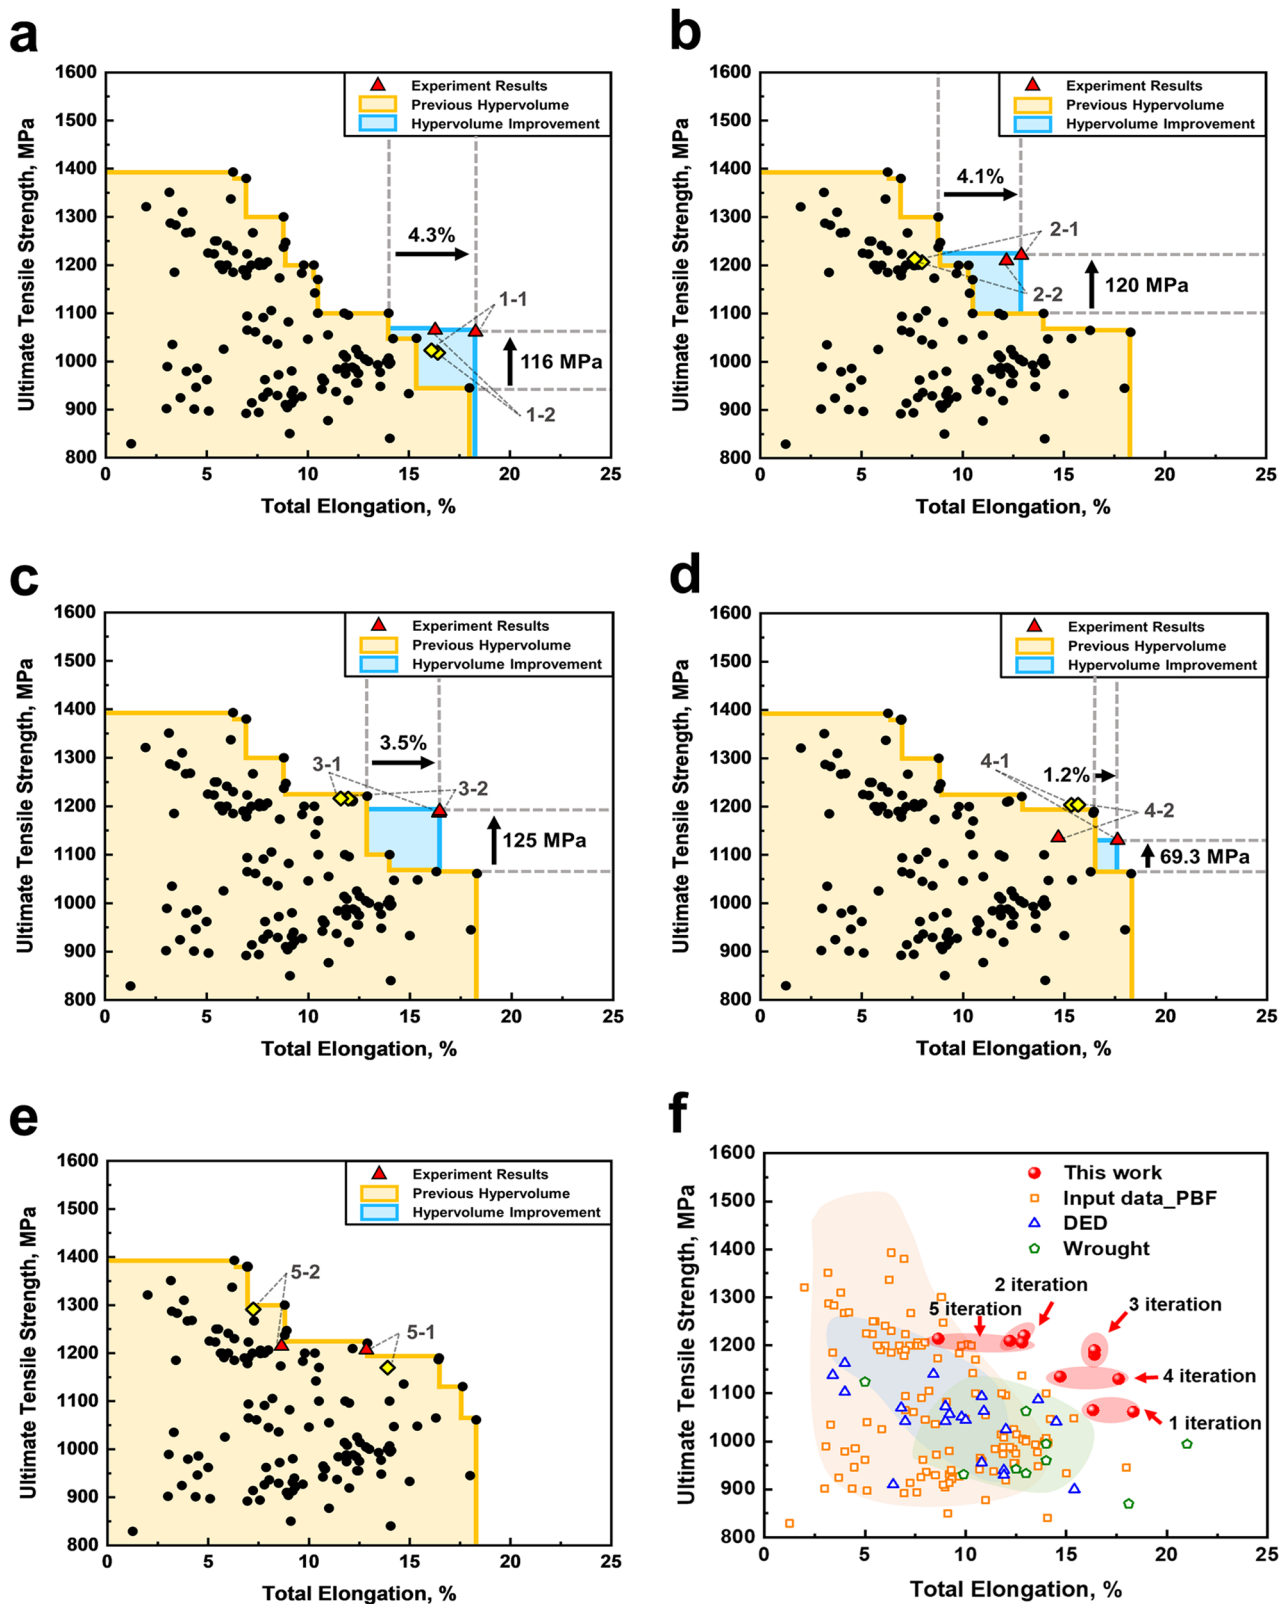 a
1600
1500
1400
1300
1200
1100
1000
900
800
0 5 10 15 20 25
Ultimate Tensile Strength, MPa
Total Elongation, %
Experiment Results
Previous Hypervolume
Hypervolume Improvement
4.3%
1-1
116 MPa
1-2
b
1600
1500
1400
1300
1200
1100
1000
900
800
0 5 10 15 20 25
Ultimate Tensile Strength, MPa
Total Elongation, %
Experiment Results
Previous Hypervolume
Hypervolume Improvement
4.1%
2-1
120 MPa
2-2
c
1600
1500
1400
1300
1200
1100
1000
900
800
0 5 10 15 20 25
Ultimate Tensile Strength, MPa
Total Elongation, %
Experiment Results
Previous Hypervolume
Hypervolume Improvement
3.5%
3-1
3-2
125 MPa
d
1600
1500
1400
1300
1200
1100
1000
900
800
0 5 10 15 20 25
Ultimate Tensile Strength, MPa
Total Elongation, %
Experiment Results
Previous Hypervolume
Hypervolume Improvement
4-1
1.2%
4-2
69.3 MPa
e
1600
1500
1400
1300
1200
1100
1000
900
800
0 5 10 15 20 25
Ultimate Tensile Strength, MPa
Total Elongation, %
Experiment Results
Previous Hypervolume
Hypervolume Improvement
5-2
5-1
f
1600
1500
1400
1300
1200
1100
1000
900
800
0 5 10 15 20 25
Ultimate Tensile Strength, MPa
Total Elongation, %
This work
Input data_PBF
DED
Wrought
2 iteration
5 iteration
3 iteration
4 iteration
1 iteration